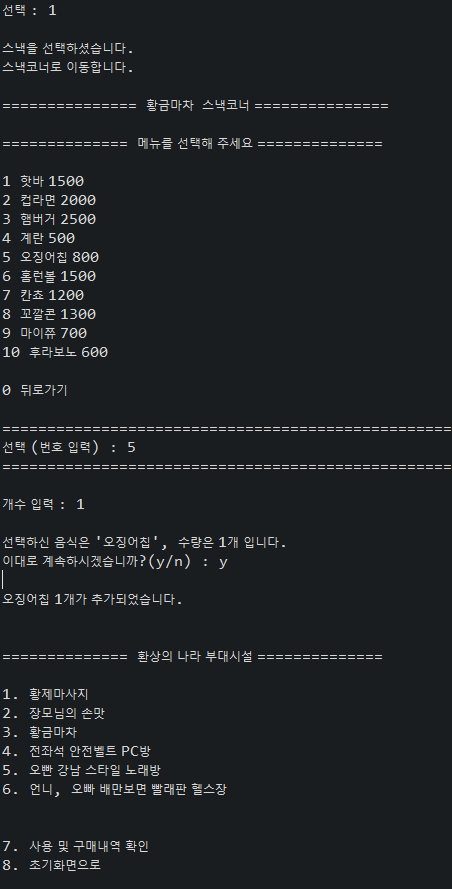 선택 : 1
스낵을 선택하셨습니다.
스낵코너로 이동합니다.
=============== 황금마차 스낵코너 ===============
============== 메뉴를 선택해 주세요 ==============
1 핫바 1500
2 컵라면 2000
3 햄버거 2500
4 계란 500
5 오징어칩 800
6 홈런볼 1500
7 칸쵸 1200
8 꼬깔콘 1300
9 마이쮸 700
10 후라보노 600
0 뒤로가기
==================================================
선택 (번호 입력) : 5
==================================================
개수 입력 : 1
선택하신 음식은 '오징어칩', 수량은 1개 입니다.
이대로 계속하시겠습니까?(y/n) : y
오징어칩 1개가 추가되었습니다.
============== 환상의 나라 부대시설 ==============
1. 황제마사지
2. 장모님의 손맛
3. 황금마차
4. 전좌석 안전벨트 PC방
5. 오빤 강남 스타일 노래방
6. 언니, 오빠 배만보면 빨래판 헬스장
7. 사용 및 구매내역 확인
8. 초기화면으로